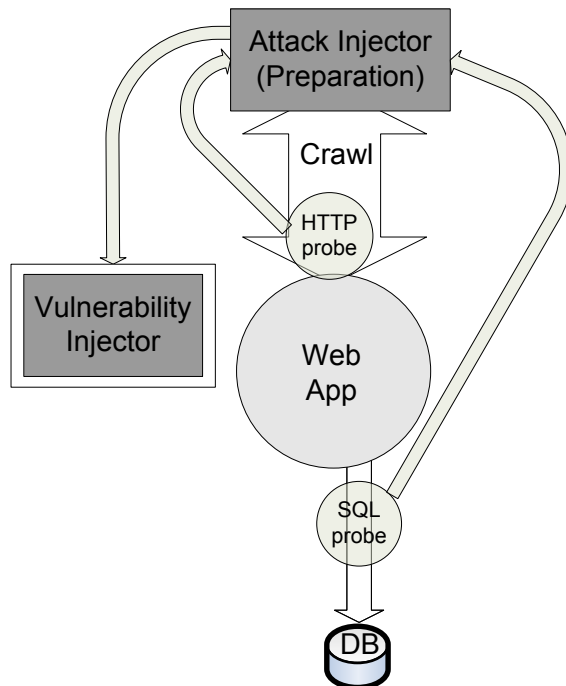 Attack Injector
(Preparation)
Crawl
HTTP
probe
Vulnerability
Injector
Web
App
SQL
probe
DB